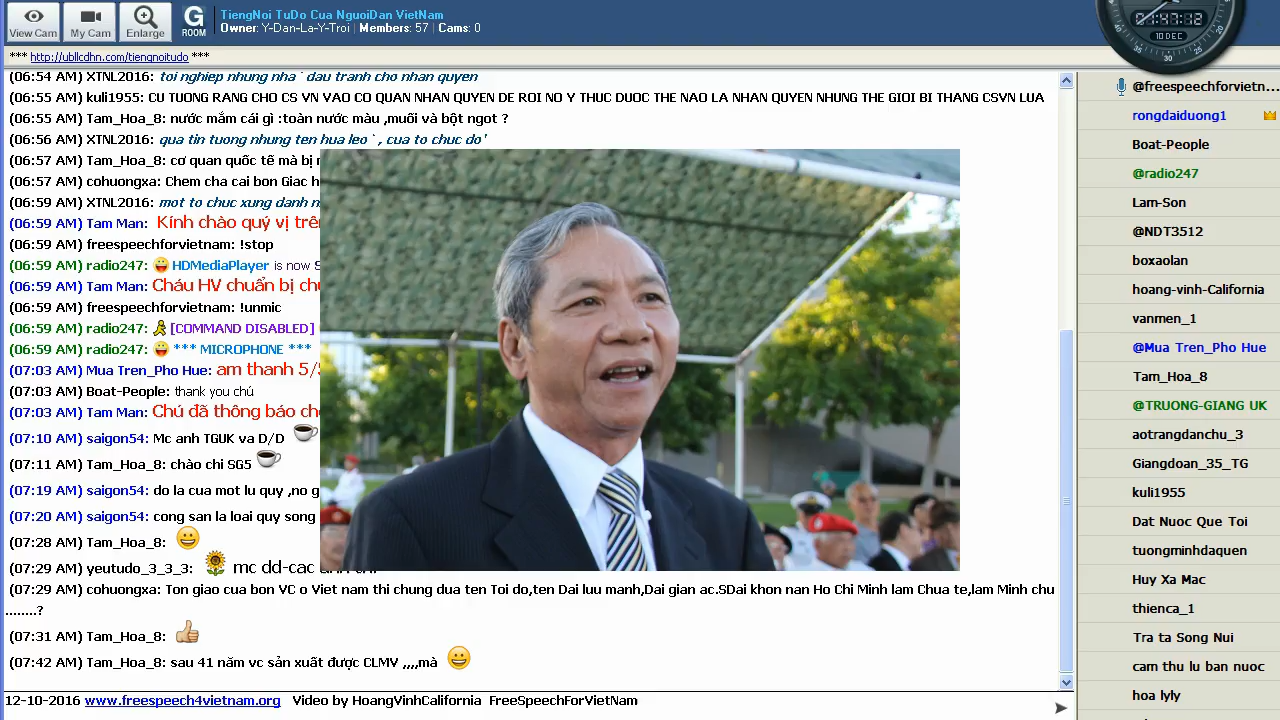 View Cam
My Cam
Enlarge
G
ROOM
TiengNoi TuDo Cua NguoiDan VietNam
Owner: Y-Dan-La-Y-Troi | Members: 57 | Cams: 0
10 DEC
*** http://ubllcdhn.com/tiengnoitudo ***
(06:54 AM) XTNL2016: toi nghiep nhung nha` dau tranh cho nhan quyen
(06:55 AM) kuli1955: CU TUONG RANG CHO CS VN VAO CO QUAN NHAN QUYEN DE ROI NO Y THUC DUOC THE NAO LA NHAN QUYEN NHUNG THE GIOI BI THANG CSVN LUA
(06:55 AM) Tam_Hoa_8: nước mắm cái gì :toàn nước màu ,muối và bột ngọt ?
(06:56 AM) XTNL2016: qua tin tuong nhung ten hua leo` , cua to chuc do'
(06:57 AM) Tam_Hoa_8: cơ quan quốc tế mà bị
(06:57 AM) cohuongxa: Chem cha cai bon Giac h
(06:59 AM) XTNL2016: mot to chuc xung danh n
(06:59 AM) Tam Man: Kính chào quý vị trê
(06:59 AM) freespeechforvietnam: !stop
(06:59 AM) radio247: HDMediaPlayer is now S
(06:59 AM) Tam Man: Cháu HV chuẩn bị ch
(06:59 AM) freespeechforvietnam: !unmic
(06:59 AM) radio247: [COMMAND DISABLED]
(06:59 AM) radio247: *** MICROPHONE ***
(07:03 AM) Mua Tren_Pho Hue: am thanh 5/5
(07:03 AM) Boat-People: thank you chú
(07:03 AM) Tam Man: Chú đã thông báo ch
(07:10 AM) saigon54: Mc anh TGUK va D/D
(07:11 AM) Tam_Hoa_8: chào chi SG5
(07:19 AM) saigon54: do la cua mot lu quy ,no g
(07:20 AM) saigon54: cong san la loai quy song
(07:28 AM) Tam_Hoa_8:
(07:29 AM) yeutudo_3_3_3: mc dd-cac
(07:29 AM) cohuongxa: Ton giao cua bon VC o Viet nam thi chung dua ten Toi do,ten Dai luu manh,Dai gian ac.SDai khon nan Ho Chi Minh lam Chua te,lam Minh chu
........?
(07:31 AM) Tam_Hoa_8:
(07:42 AM) Tam_Hoa_8: sau 41 năm vc sản xuất được CLMV ,,,,mà
12-10-2016 www.freespeech4vietnam.org Video by HoangVinhCalifornia FreeSpeechForVietNam
@freespeechforvietn...
rongdaiduong1
Boat-People
@radio247
Lam-Son
@NDT3512
boxaolan
hoang-vinh-California
vanmen_1
@Mua Tren_Pho Hue
Tam_Hoa_8
@TRUONG-GIANG UK
aotrangdanchu_3
Giangdoan_35_TG
kuli1955
Dat Nuoc Que Toi
tuongminhdaquen
Huy Xa Mac
thienca_1
Tra ta Song Nui
cam thu lu ban nuoc
hoa lyly